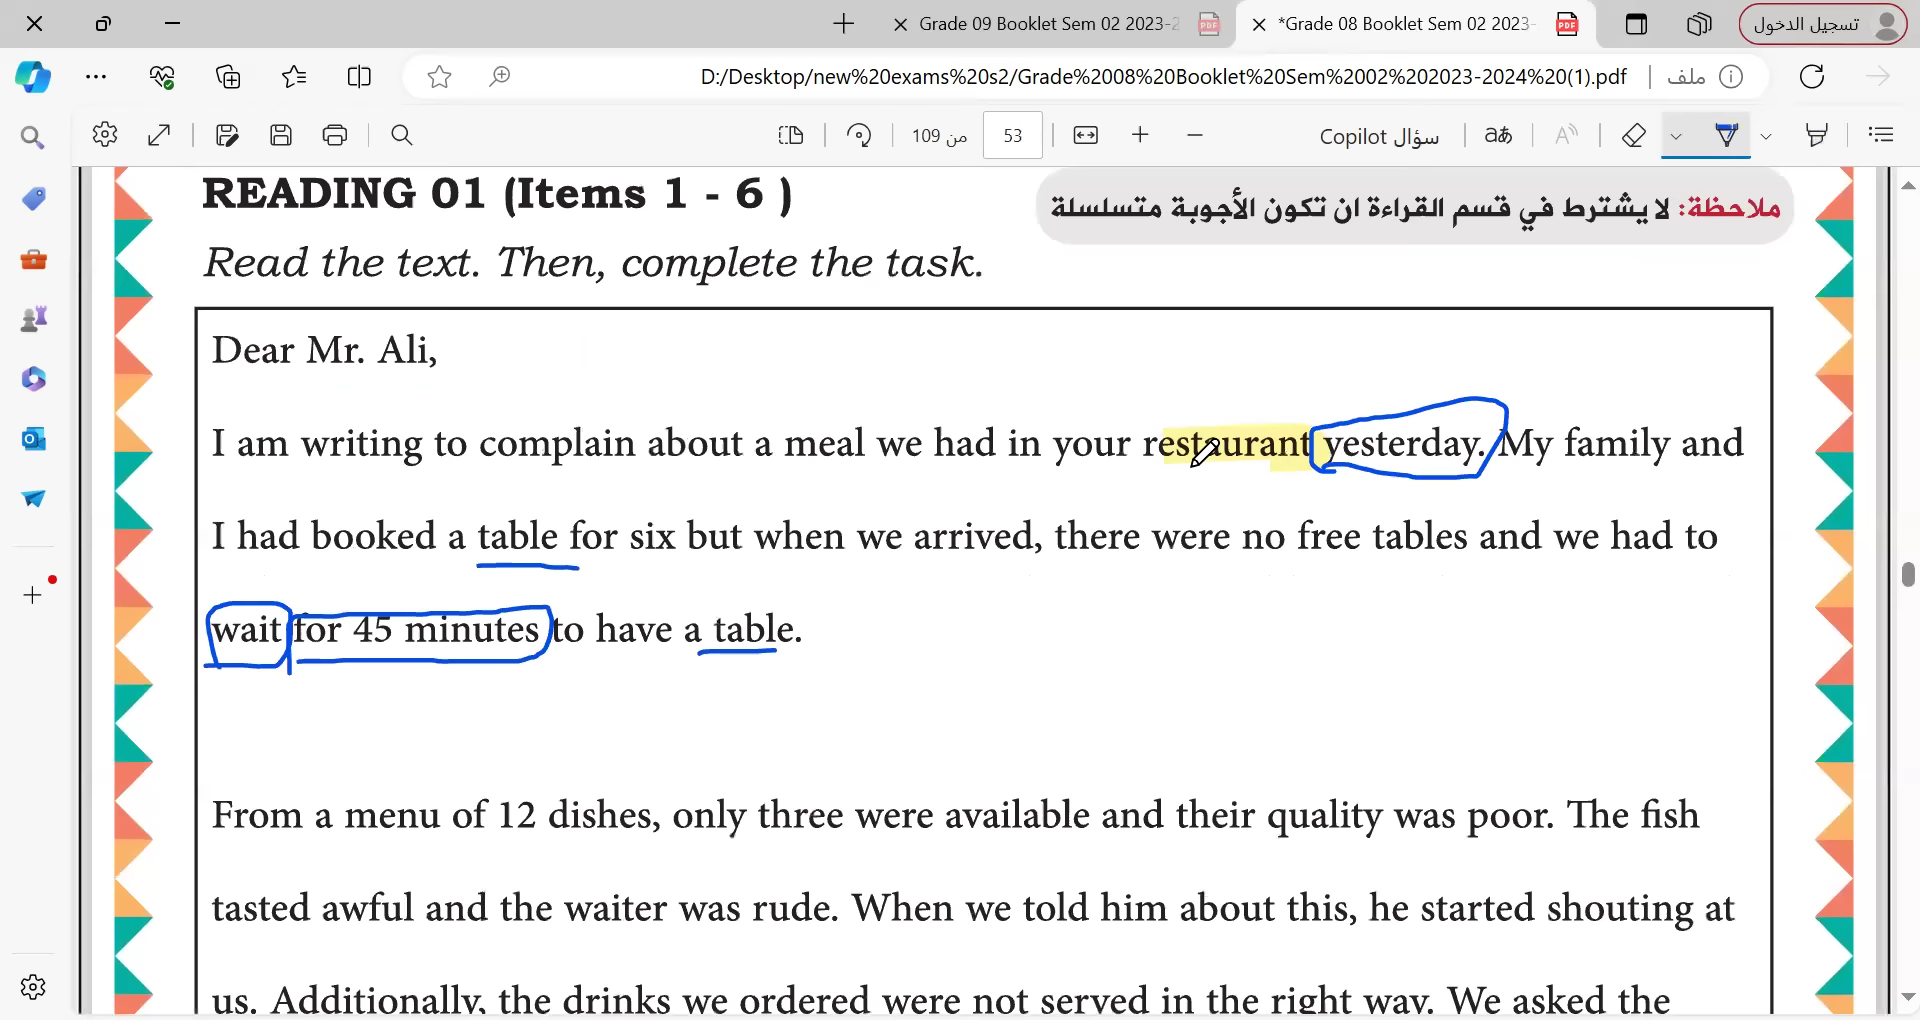 Grade 09 Booklet Sem 02 2023-2
*Grade 08 Booklet Sem 02 2023-
تسجيل الدخول
D:/Desktop/new%20exams%20s2/Grade%2008%20Booklet%20Sem%2002%202023-2024%20(1).pdf
ملف
109 من
53
سؤال Copilot
READING 01 (Items 1 - 6 )
ملاحظة: لا يشترط في قسم القراءة ان تكون الأجوبة متسلسلة
Read the text. Then, complete the task.
Dear Mr. Ali,
I am writing to complain about a meal we had in your restaurant yesterday. My family and
I had booked a table for six but when we arrived, there were no free tables and we had to
wait for 45 minutes to have a table.
From a menu of 12 dishes, only three were available and their quality was poor. The fish
tasted awful and the waiter was rude. When we told him about this, he started shouting at
us. Additionally, the drinks we ordered were not served in the right way. We asked the